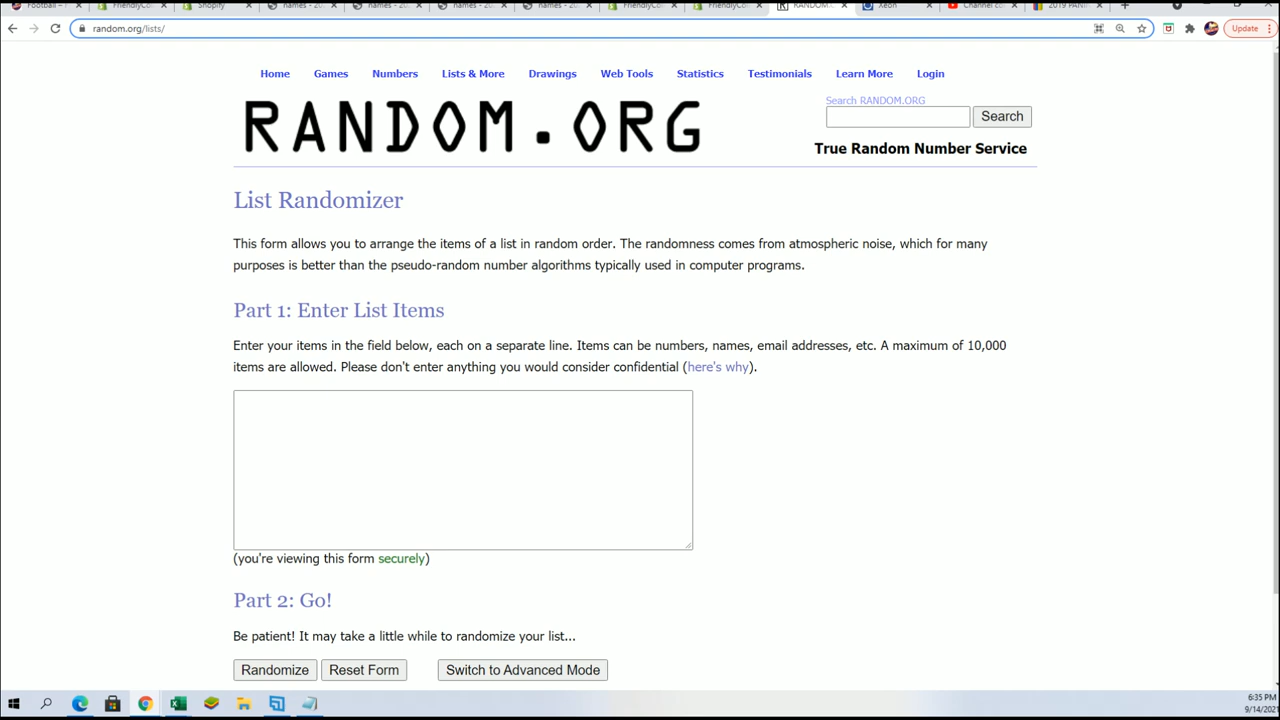 Football –
FriendlyCo
Shopify
names - 20
names - 20
names - 20
names - 20
FriendlyCo
FriendlyCo
RANDOM.
Xeon
Channel co
2019 PANI
random.org/lists/
Update
Home Games Numbers Lists & More Drawings Web Tools Statistics Testimonials Learn More Login
RANDOM.ORG
Search RANDOM.ORG
Search
True Random Number Service
List Randomizer
This form allows you to arrange the items of a list in random order. The randomness comes from atmospheric noise, which for many
purposes is better than the pseudo-random number algorithms typically used in computer programs.
Part 1: Enter List Items
Enter your items in the field below, each on a separate line. Items can be numbers, names, email addresses, etc. A maximum of 10,000
items are allowed. Please don't enter anything you would consider confidential (here's why).
(you're viewing this form securely)
Part 2: Go!
Be patient! It may take a little while to randomize your list...
Randomize Reset Form Switch to Advanced Mode
6:35 PM